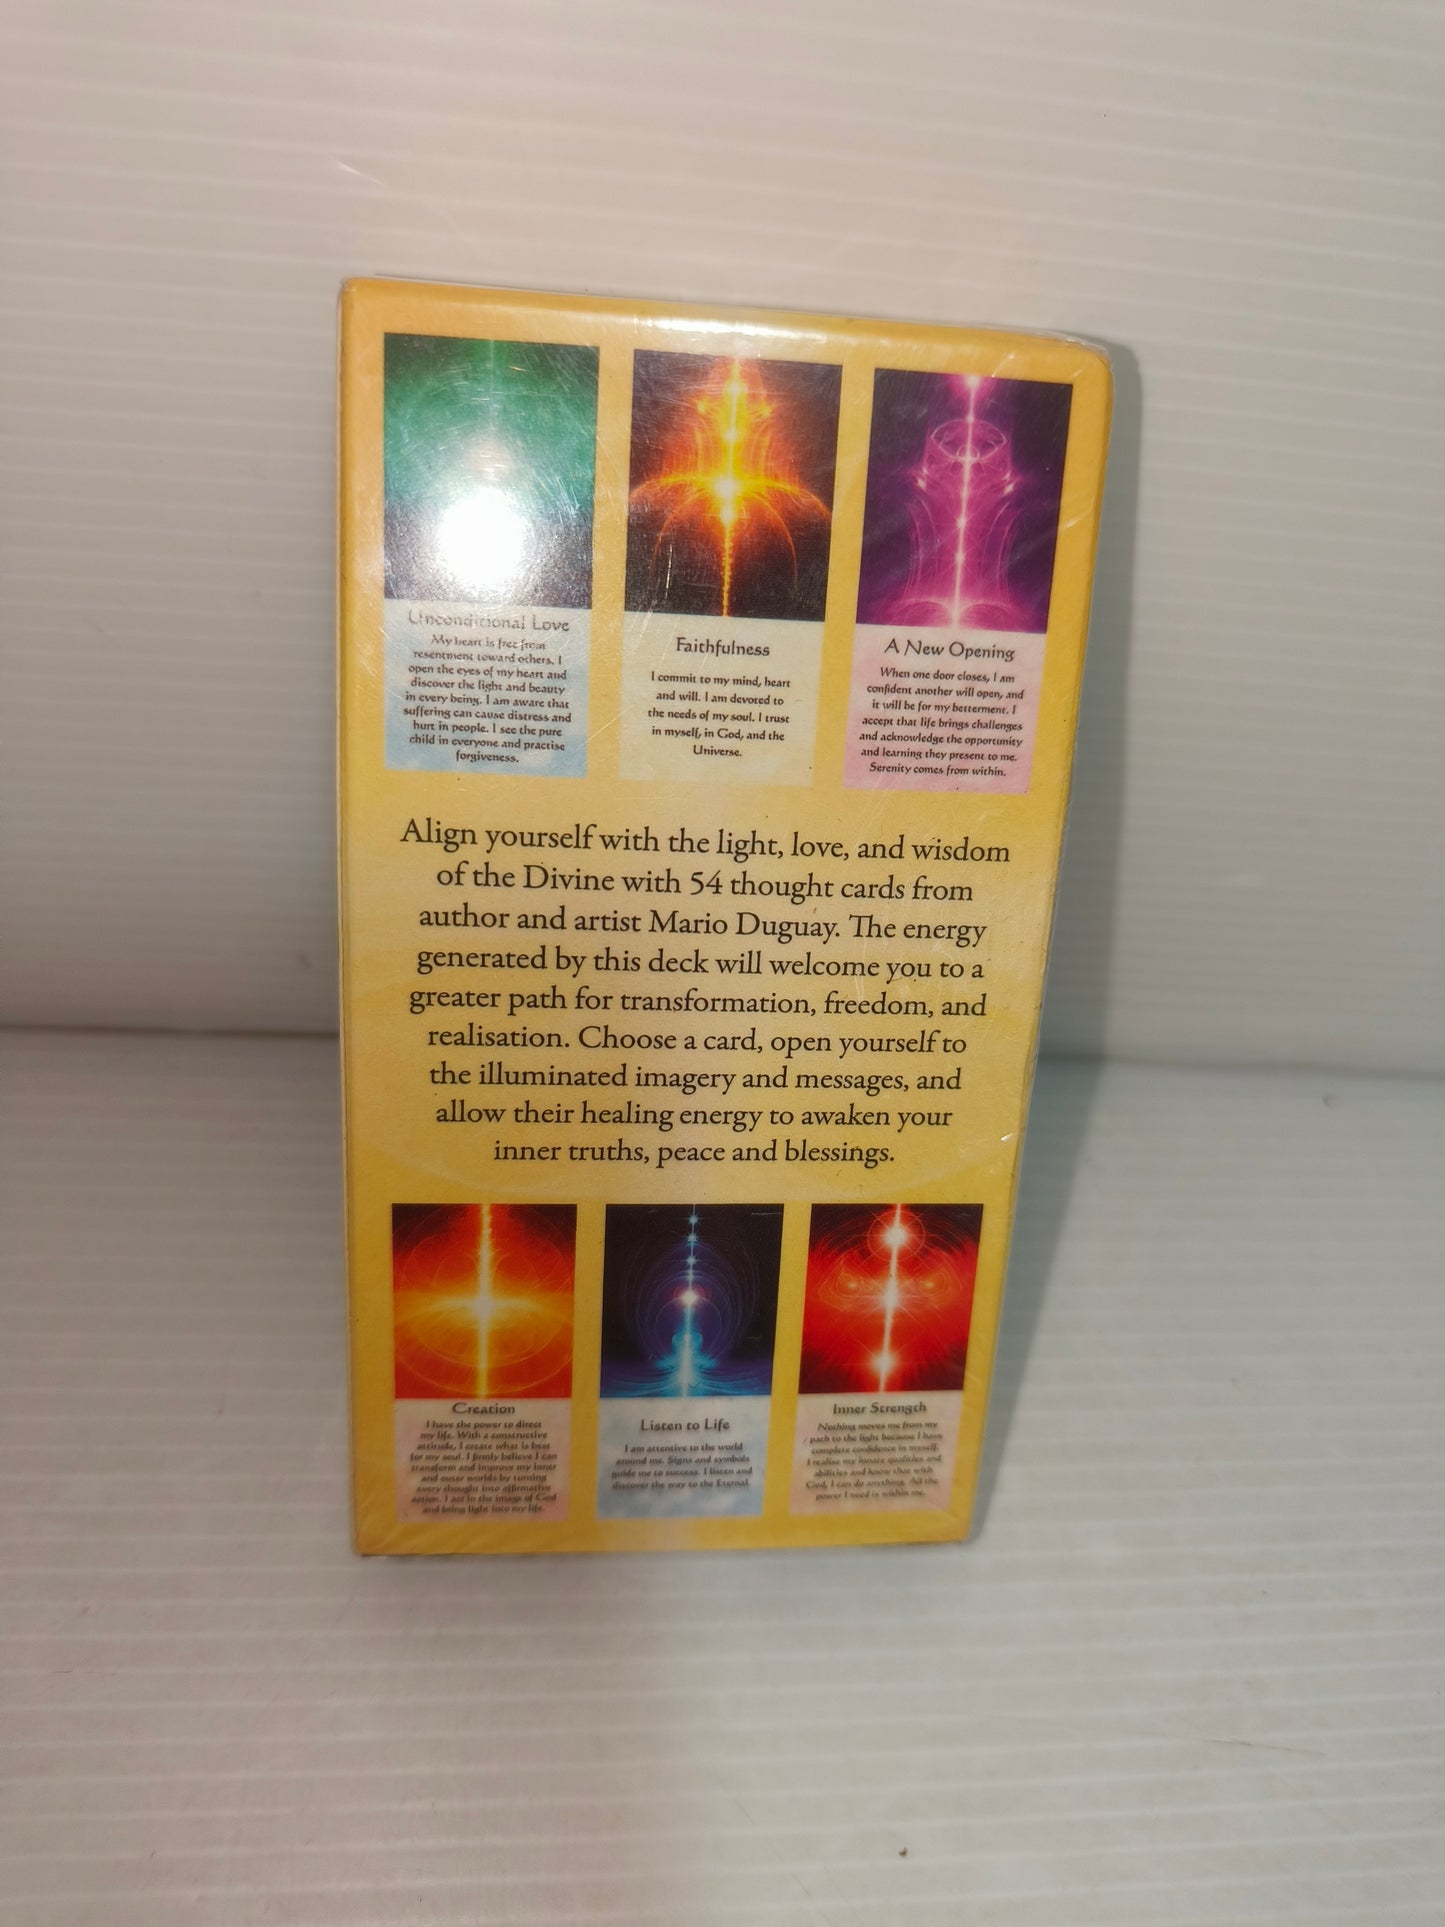 Unconditional Love
My heart is free from
resentment toward others. I
open the eyes of my heart and
discover the light and beauty
in every being. I am aware that
suffering can cause distress and
hurt in people. I see the pure
child in everyone and practise
forgiveness.
Faithfulness
I commit to my mind, heart
and will. I am devoted to
the needs of my soul. I trust
in myself, in God, and the
Universe.
A New Opening
When one door closes, I am
confident another will open, and
it will be for my betterment. I
accept that life brings challenges
and acknowledge the opportunity
and learning they present to me.
Serenity comes from within.
Align yourself with the light, love, and wisdom
of the Divine with 54 thought cards from
author and artist Mario Duguay. The energy
generated by this deck will welcome you to a
greater path for transformation, freedom, and
realisation. Choose a card, open yourself to
the illuminated imagery and messages, and
allow their healing energy to awaken your
inner truths, peace and blessings.
Creation
I have the power to direct
my life. With a constructive
attitude, I create what is best
for my soul. I firmly believe I can
transform and improve my inner
and outer worlds by turning
every thought into affirmative
action. I act in the image of God
and bring light into my life.
Listen to Life
I am attentive to the world
around me. Signs and symbols
guide me to success. I listen and
discover the way to the Eternal.
Inner Strength
Nothing moves me from my
path to the light because I have
complete confidence in myself.
I realise my innate qualities and
abilities and know that with
God, I can do anything. All the
power I need is within me.